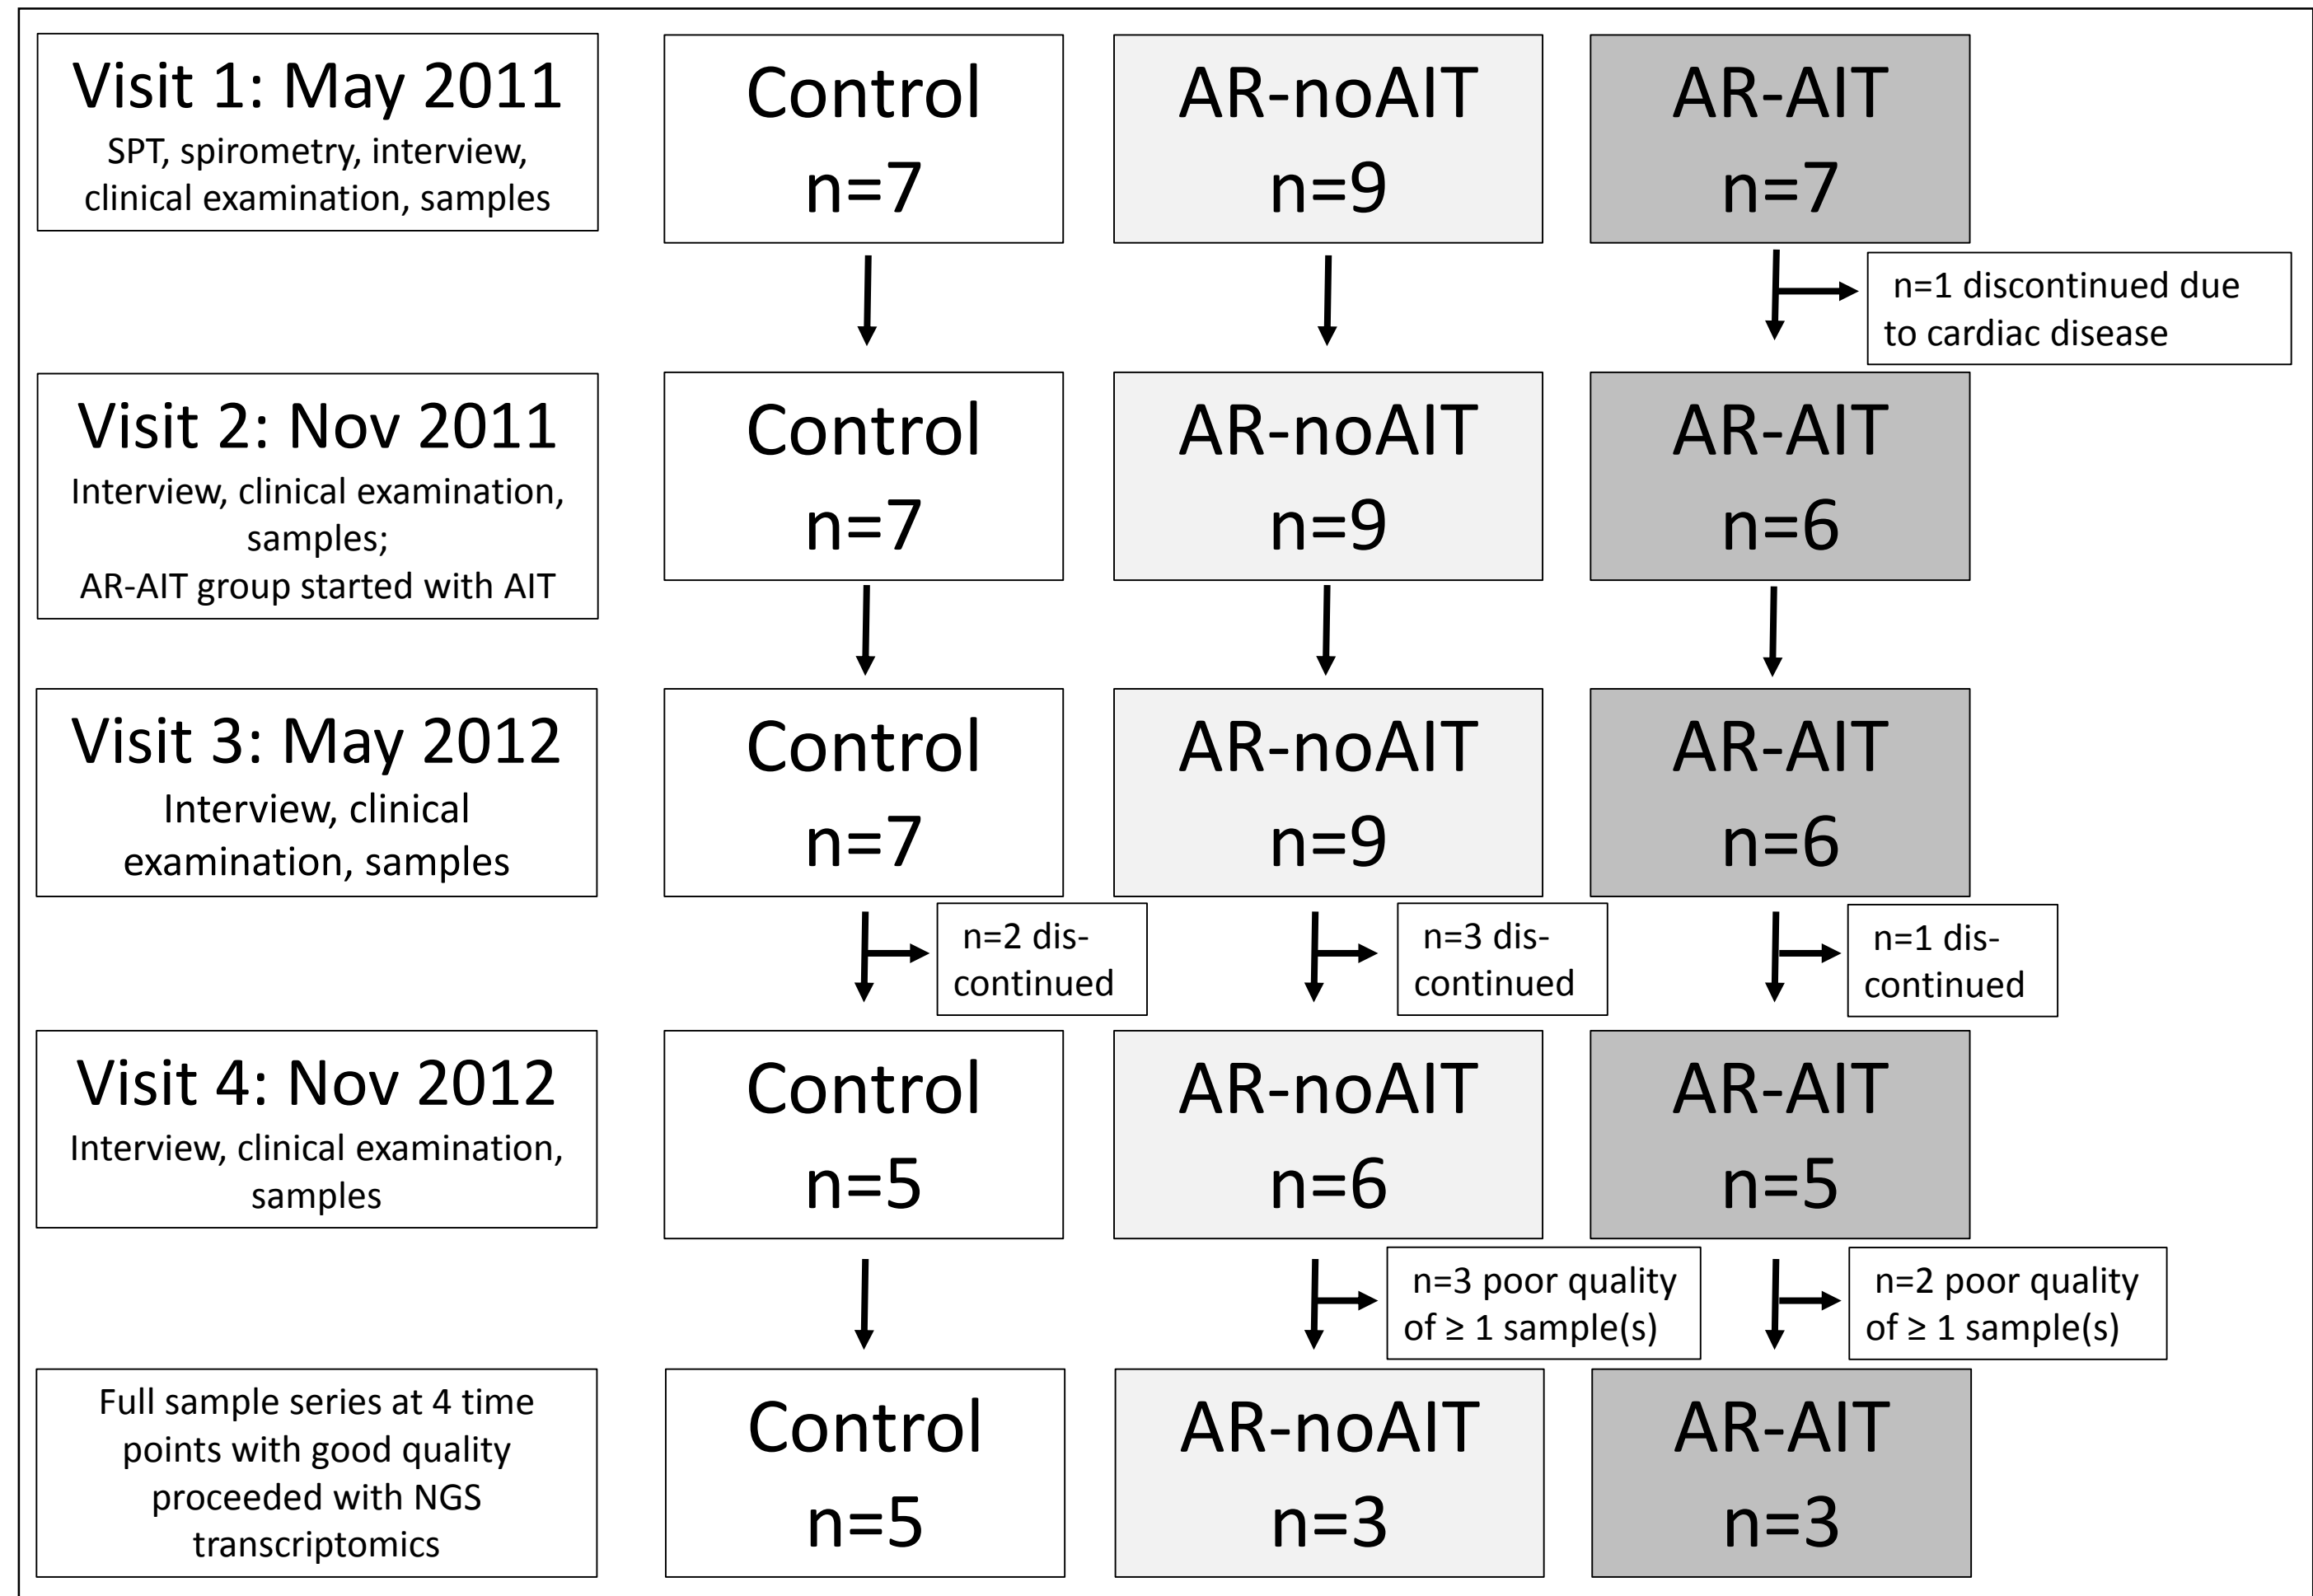 Visit 1: May 2011
SPT, spirometry, interview,
clinical examination, samples
Control
n=7
AR-noAIT
n=9
AR-AIT
n=7
n=1 discontinued due
to cardiac disease
Visit 2: Nov 2011
Interview, clinical examination,
samples;
AR-AIT group started with AIT
Control
n=7
AR-noAIT
n=9
AR-AIT
n=6
Visit 3: May 2012
Interview, clinical
examination, samples
Control
n=7
AR-noAIT
n=9
AR-AIT
n=6
n=2 dis-
continued
n=3 dis-
continued
n=1 dis-
continued
Visit 4: Nov 2012
Interview, clinical examination,
samples
Control
n=5
AR-noAIT
n=6
AR-AIT
n=5
n=3 poor quality
of ≥ 1 sample(s)
n=2 poor quality
of ≥ 1 sample(s)
Full sample series at 4 time
points with good quality
proceeded with NGS
transcriptomics
Control
n=5
AR-noAIT
n=3
AR-AIT
n=3